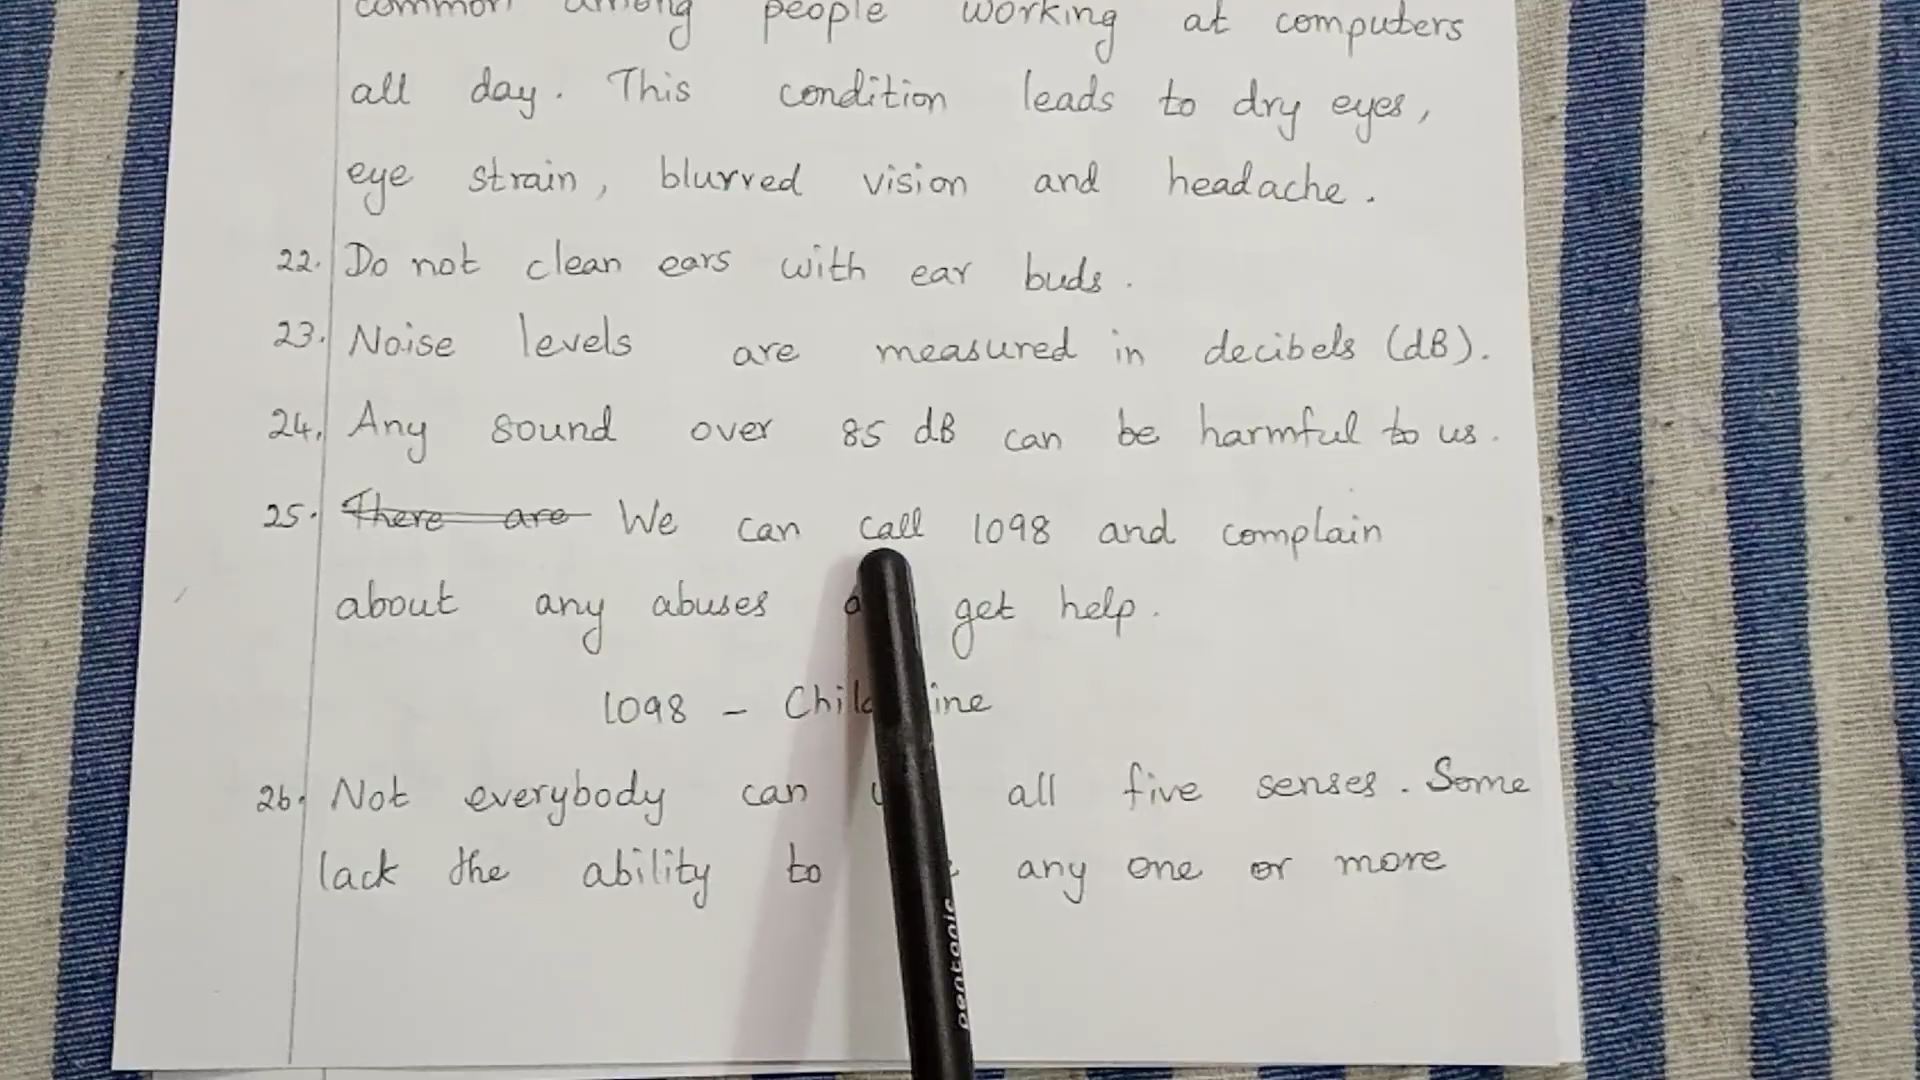 common among people working at computers
all day. This condition leads to dry eyes,
eye strain, blurred vision and headache.
22. Do not clean ears with ear buds.
23. Noise levels are measured in decibels (dB).
24. Any sound over 85 dB can be harmful to us.
25. There are We can call 1098 and complain
about any abuses get help.
1098 -
26. Not everybody can all five senses. Some
lack the ability to any one or more
pentonic